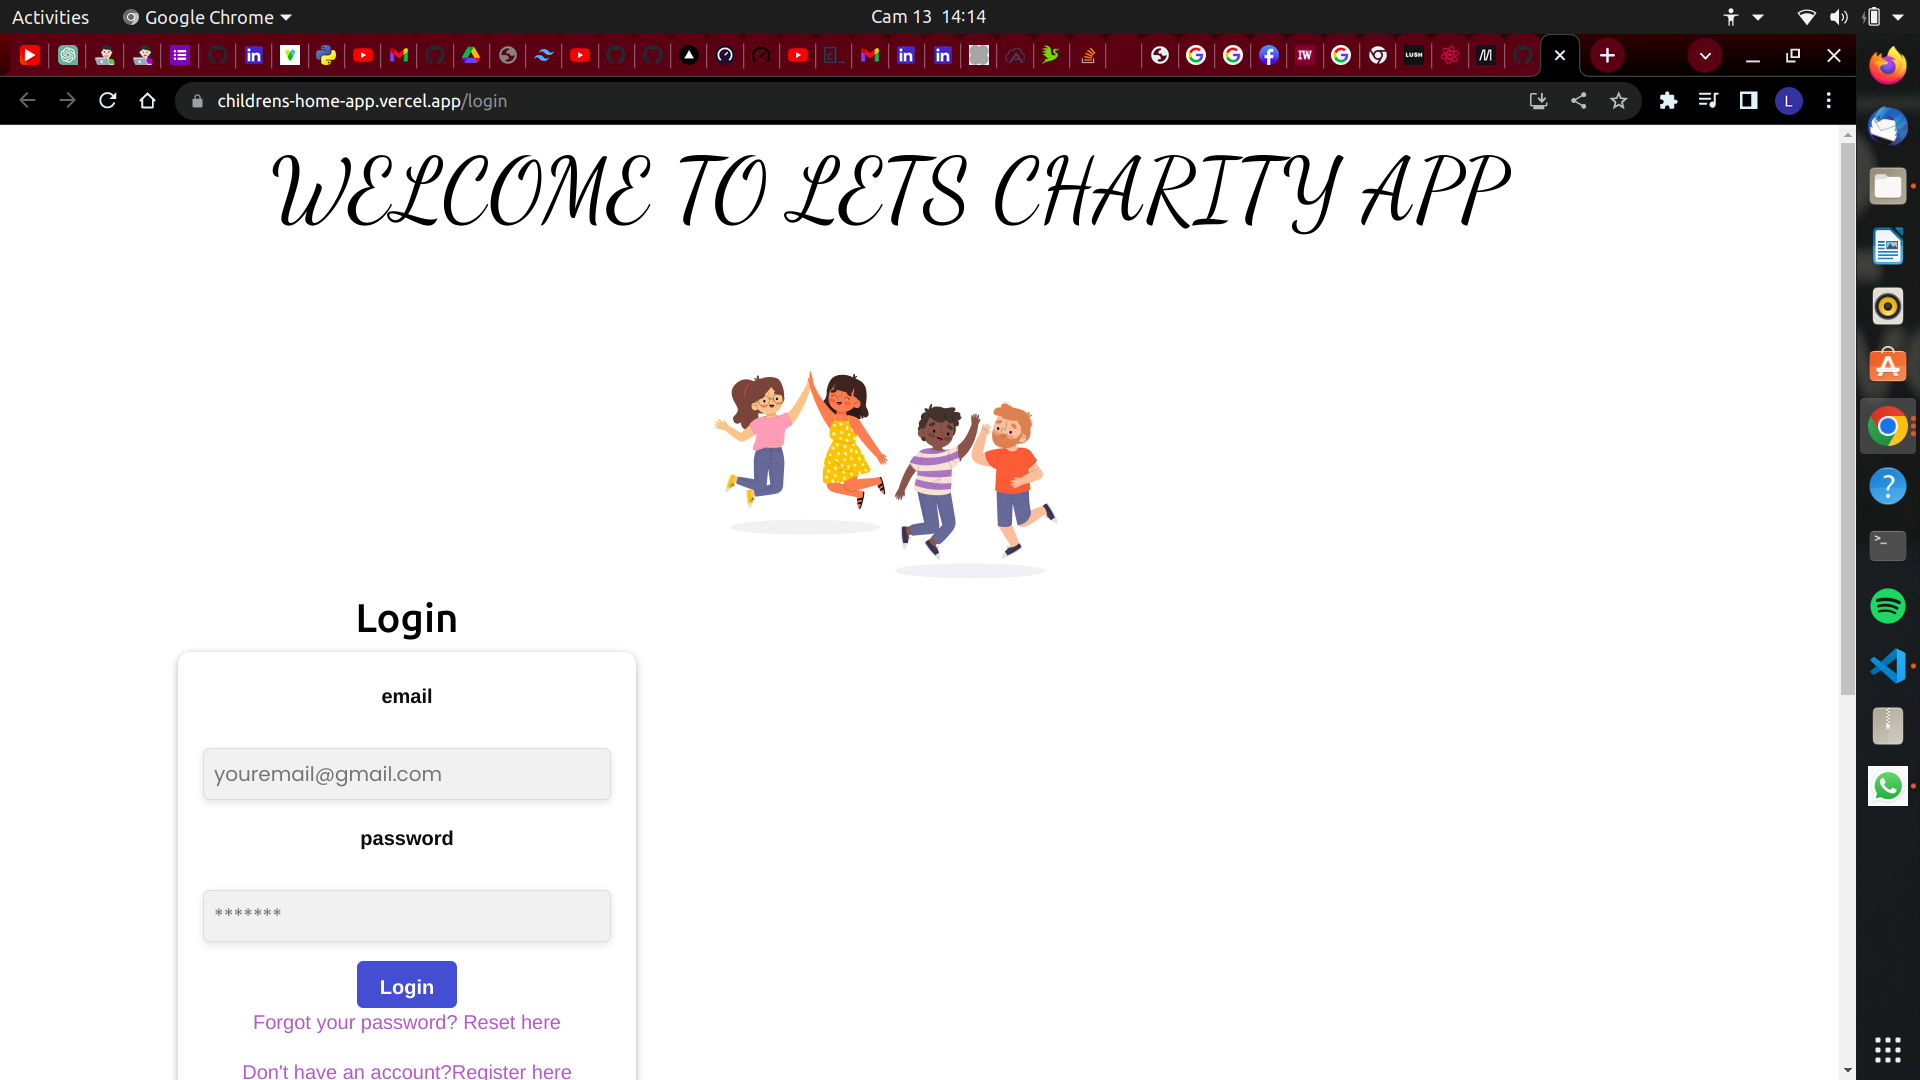 Activities
Google Chrome
Cam 13 14:14
childrens-home-app.vercel.app/login
L
WELCOME TO LETS CHARITY APP
Login
email
youremail@gmail.com
password
*******
Login
Forgot your password? Reset here
Don't have an account?Register here